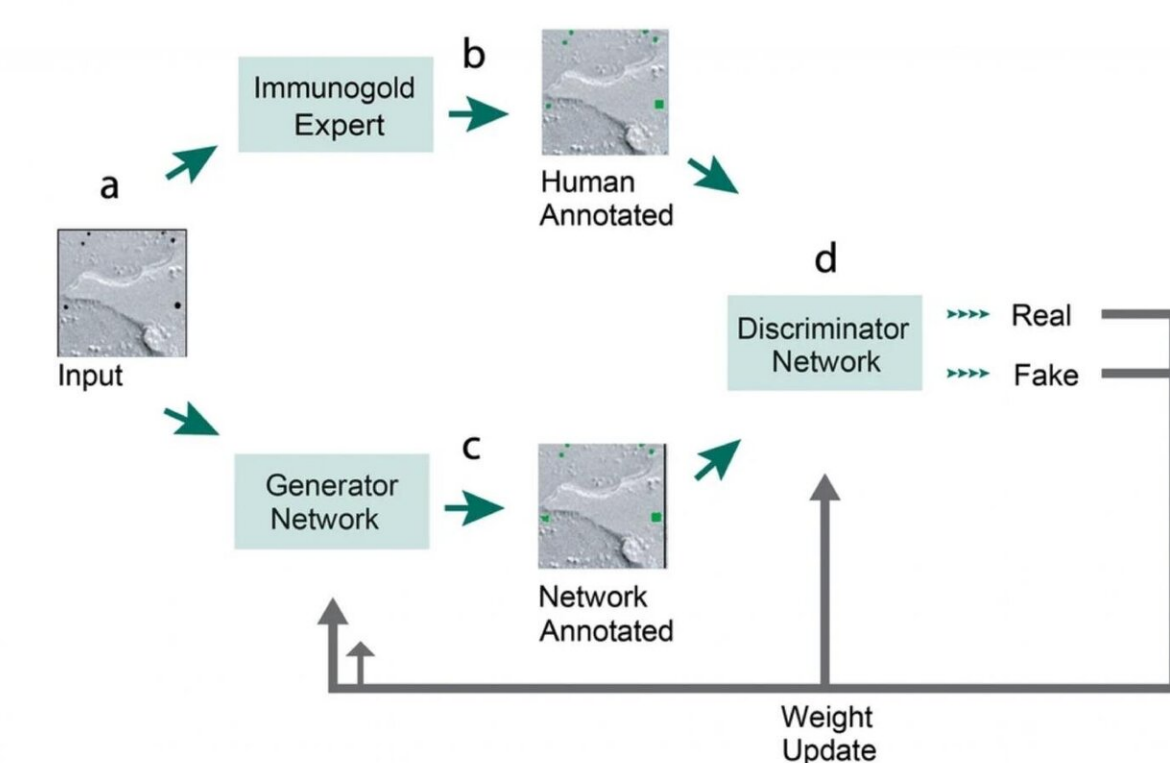 a
Input
Immunogold
Expert
b
Human
Annotated
Generator
Network
c
Network
Annotated
d
Discriminator
Network
Real
Fake
Weight
Update